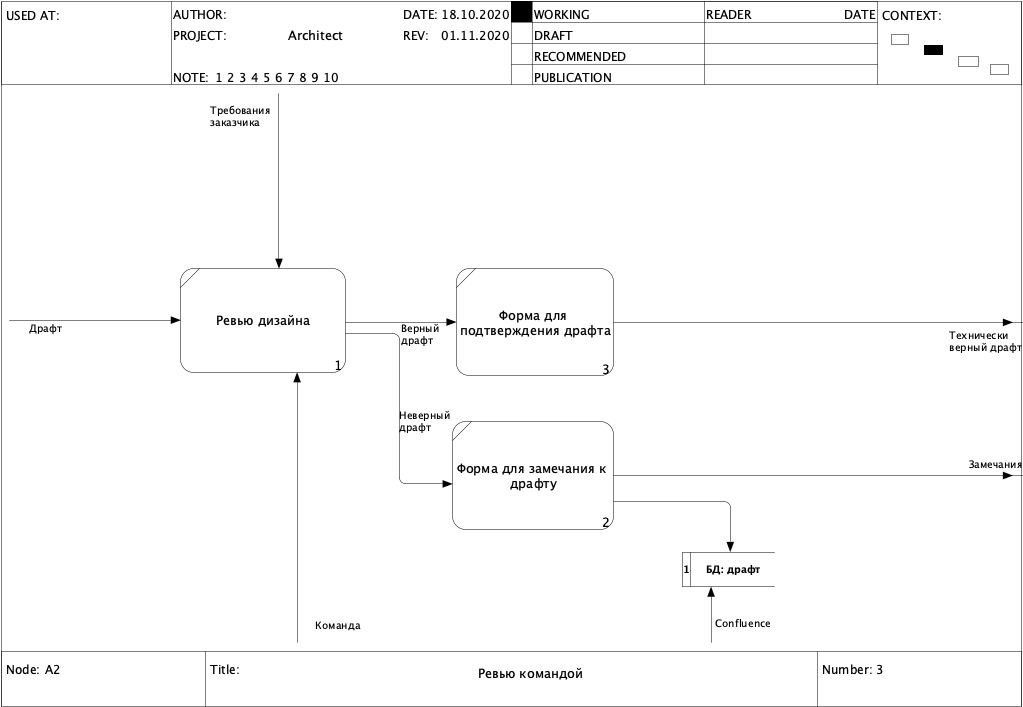 USED AT:
AUTHOR:
DATE: 18.10.2020
WORKING
READER
DATE
CONTEXT:
PROJECT:
Architect
REV: 01.11.2020
DRAFT
RECOMMENDED
NOTE: 1 2 3 4 5 6 7 8 9 10
PUBLICATION
Требования
заказчика
Драфт
Ревью дизайна
1
Верный
драфт
Форма для
подтверждения драфта
3
Технически
верный драфт
Неверный
драфт
Форма для замечания к
драфту
2
Замечания
1
БД: драфт
Команда
Confluence
Node: A2
Title:
Ревью командой
Number: 3